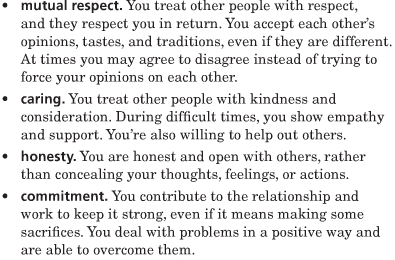 • mutual respect. You treat other people with respect,
and they respect you in return. You accept each other's
opinions, tastes, and traditions, even if they are different.
At times you may agree to disagree instead of trying to
force your opinions on each other.
• caring. You treat other people with kindness and
consideration. During difficult times, you show empathy
and support. You're also willing to help out others.
• honesty. You are honest and open with others, rather
than concealing your thoughts, feelings, or actions.
• commitment. You contribute to the relationship and
work to keep it strong, even if it means making some
sacrifices. You deal with problems in a positive way and
are able to overcome them.